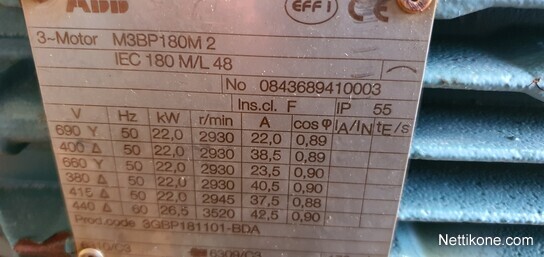 ABB
EFF1
3~Motor M3BP180M 2
IEC 180 M/L 48
No 0843689410003
Ins.cl. F IP 55
V Hz kW r/min A cos φ IA/IN tE/s
690 Y 50 22,0 2930 22,0 0,89
400 Δ 50 22,0 2930 38,5 0,89
660 Y 50 22,0 2930 23,5 0,90
380 Δ 50 22,0 2930 40,5 0,90
415 Δ 50 22,0 2945 37,5 0,88
440 Δ 60 26,5 3520 42,5 0,90
Prod.code 3GBP181101-BDA
6309/C3
Nettikone.com